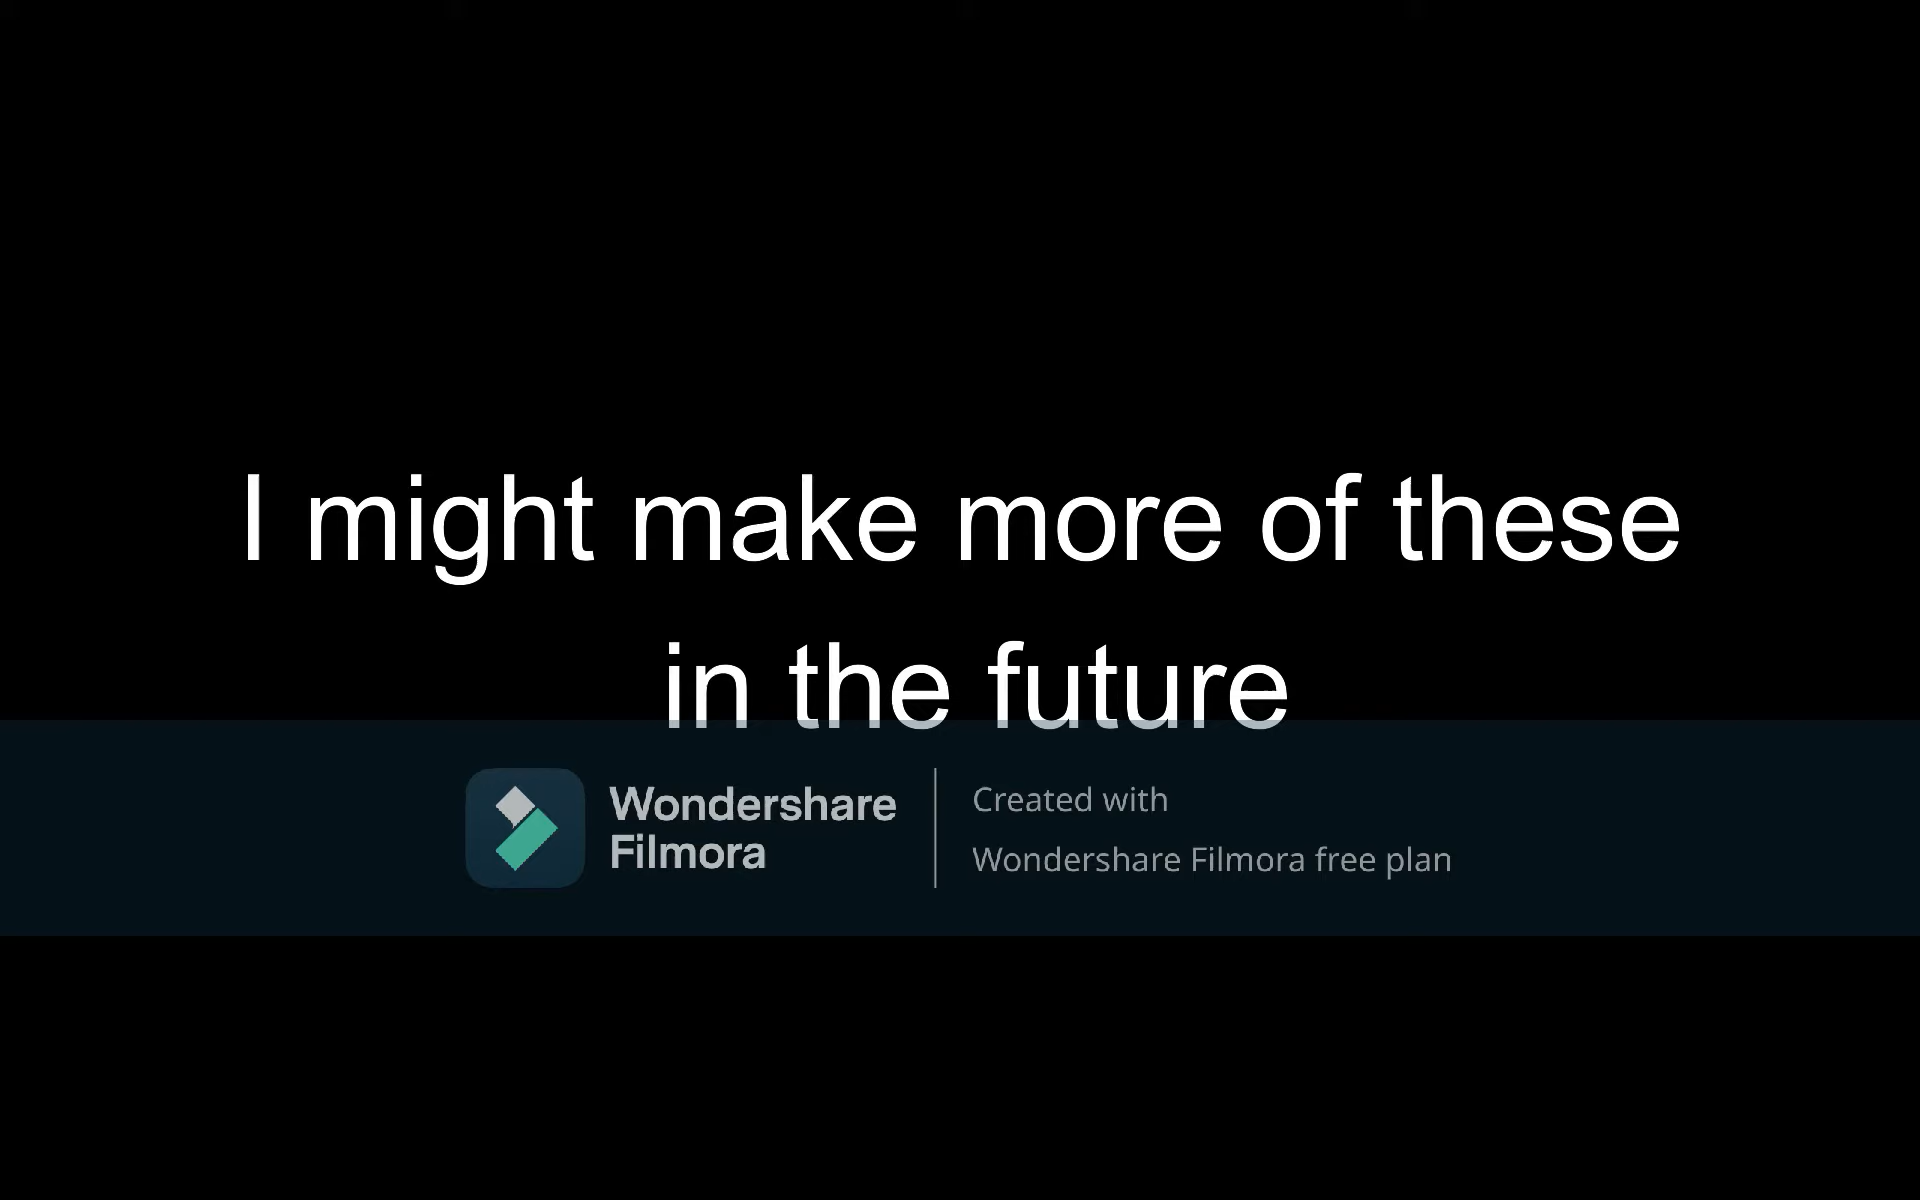 I might make more of these
in the future
Wondershare
Filmora
Created with
Wondershare Filmora free plan